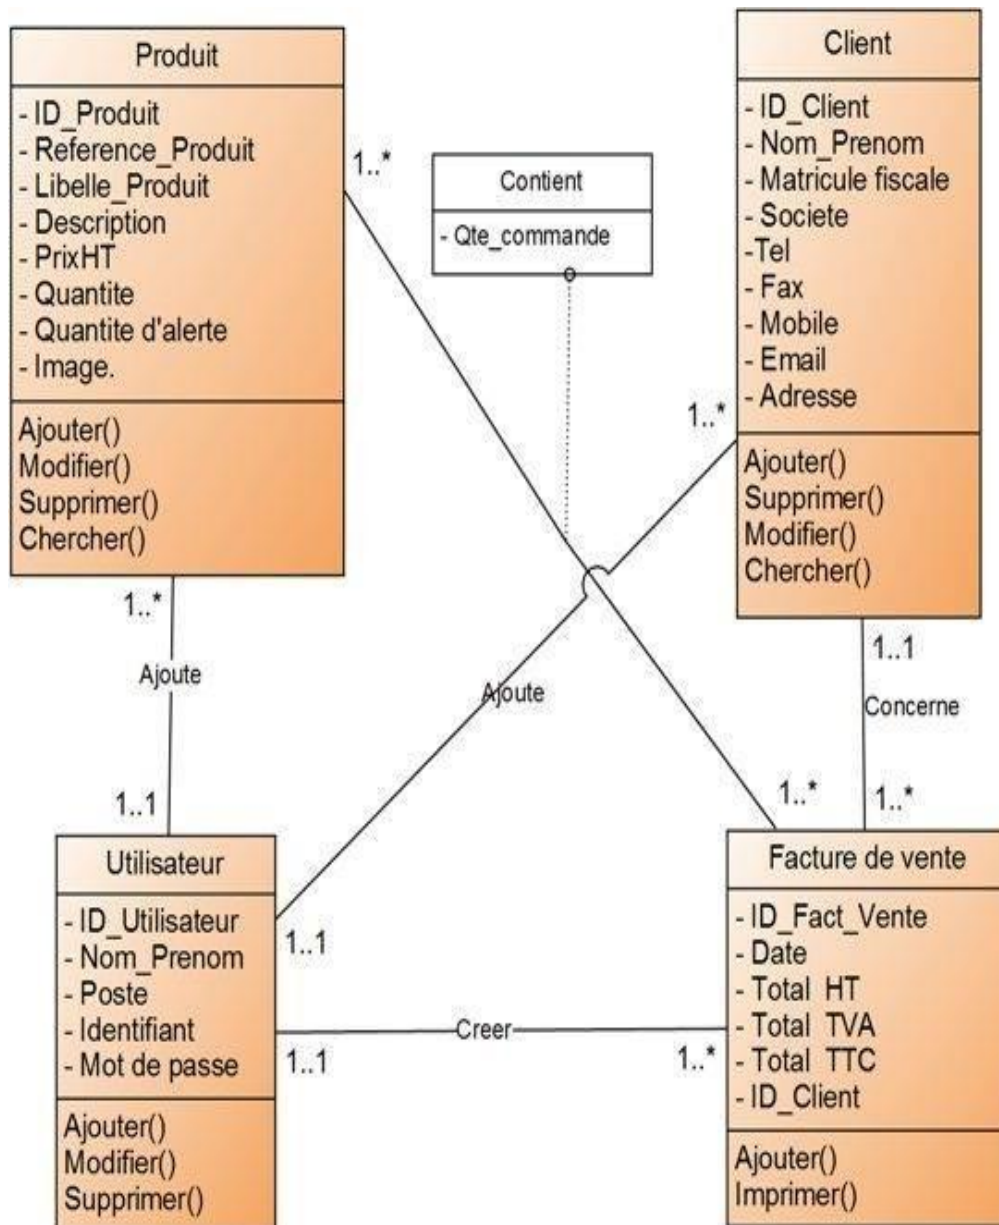 Produit
- ID_Produit
- Reference_Produit
- Libelle_Produit
- Description
- PrixHT
- Quantite
- Quantite d'alerte
- Image.
Ajouter()
Modifier()
Supprimer()
Chercher()
1..*
Contient
- Qte_commande
Client
- ID_Client
- Nom_Prenom
- Matricule fiscale
- Societe
-Tel
- Fax
- Mobile
- Email
- Adresse
Ajouter()
Supprimer()
Modifier()
Chercher()
1..*
1..*
Ajoute
1..1
Ajoute
1..1
Concerne
1..*
1..*
Utilisateur
- ID_Utilisateur
- Nom_Prenom
- Poste
- Identifiant
- Mot de passe
Ajouter()
Modifier()
Supprimer()
1..1
Creer
1..1
1..*
Facture de vente
- ID_Fact_Vente
- Date
- Total HT
- Total TVA
- Total TTC
- ID_Client
Ajouter()
Imprimer()